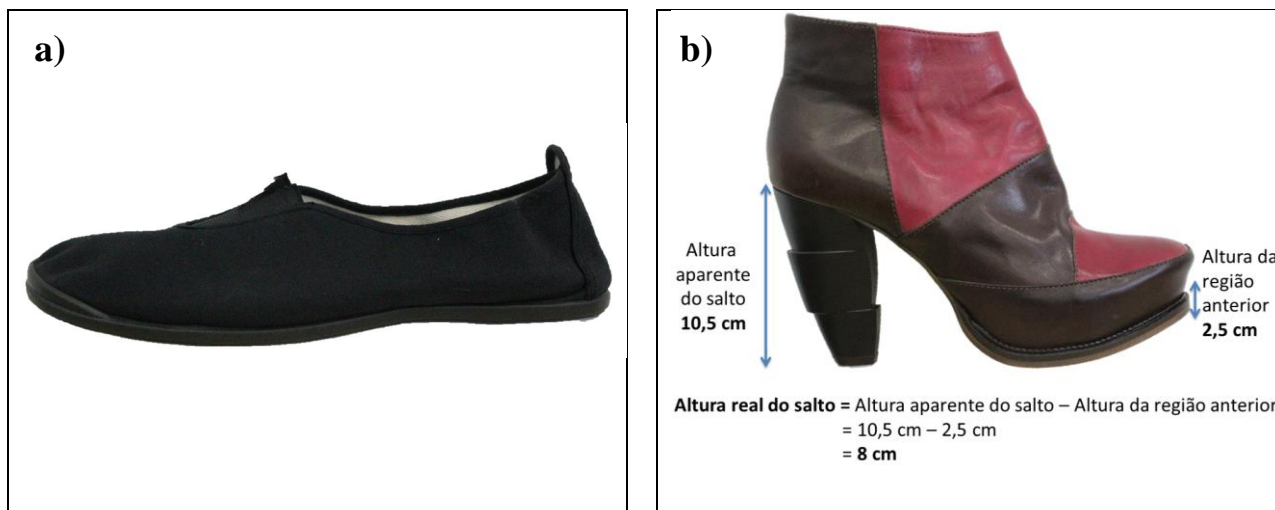 a)
b)
Altura
aparente
do salto
10,5 cm
Altura da
região
anterior
2,5 cm
Altura real do salto = Altura aparente do salto – Altura da região anterior
= 10,5 cm – 2,5 cm
= 8 cm